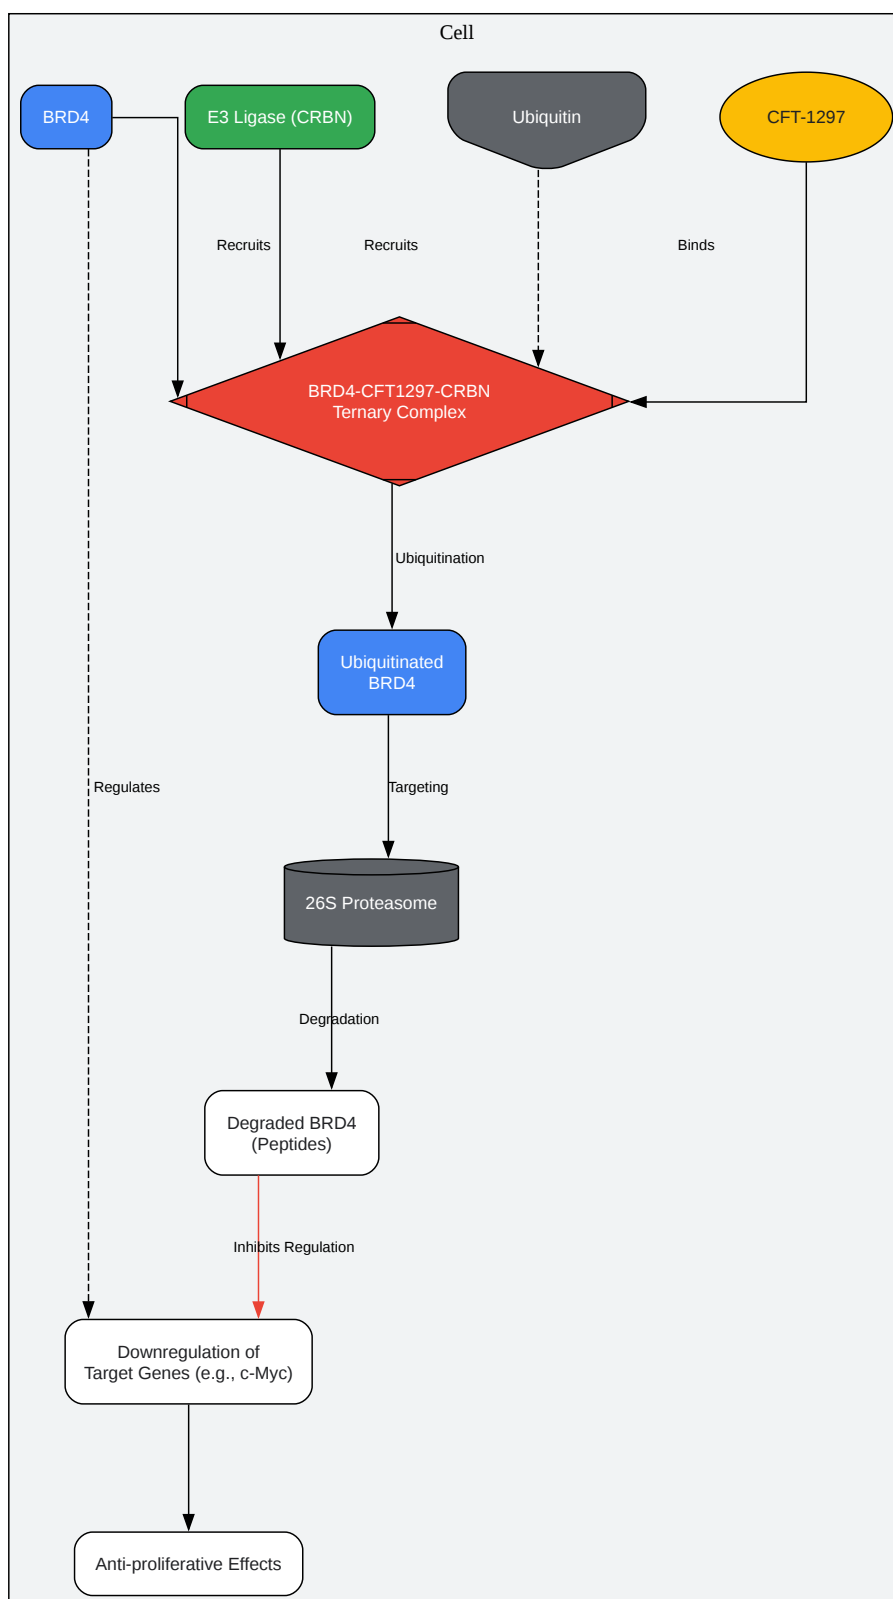 Cell
BRD4
E3 Ligase (CRBN)
Ubiquitin
CFT-1297
Recruits
Recruits
Binds
BRD4-CFT1297-CRBN
Ternary Complex
Ubiquitination
Ubiquitinated
BRD4
Regulates
Targeting
26S Proteasome
Degradation
Degraded BRD4
(Peptides)
Inhibits Regulation
Downregulation of
Target Genes (e.g., c-Myc)
Anti-proliferative Effects